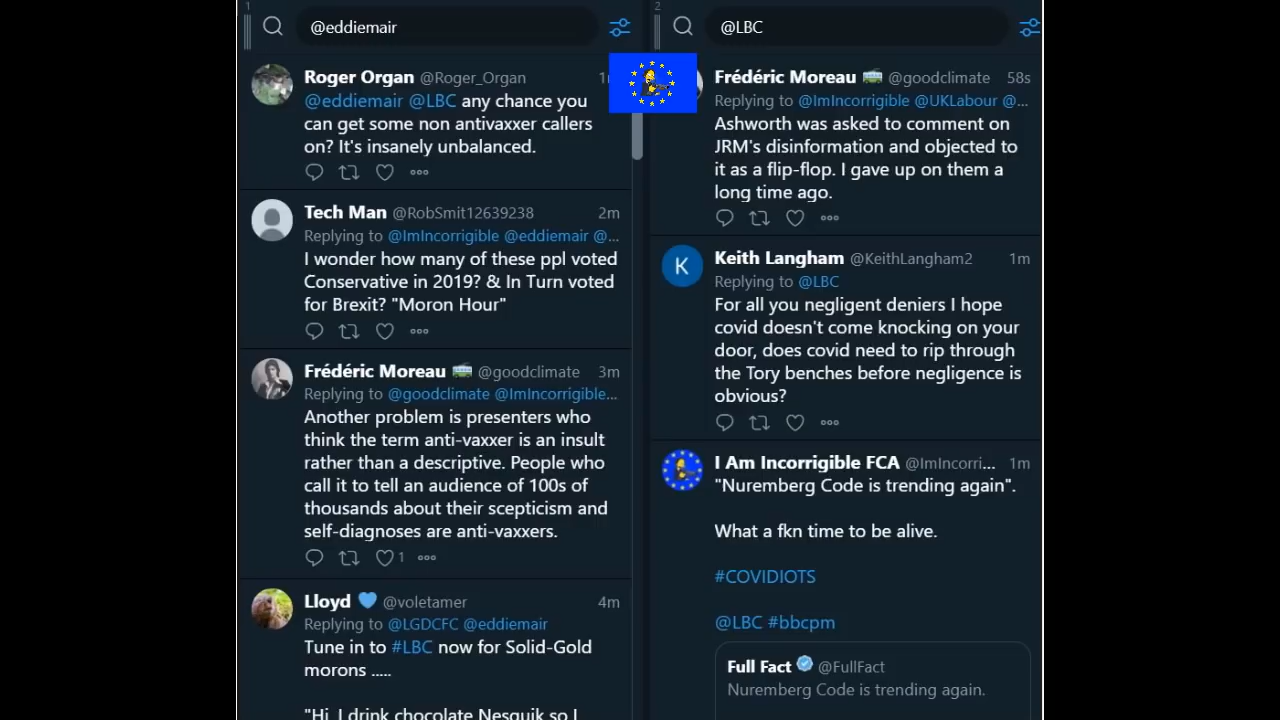 1
@eddiemair
Roger Organ @Roger_Organ
@eddiemair @LBC any chance you
can get some non antivaxxer callers
on? It's insanely unbalanced.
Tech Man @RobSmit12639238 2m
Replying to @ImIncorrigible @eddiemair @...
I wonder how many of these ppl voted
Conservative in 2019? & In Turn voted
for Brexit? "Moron Hour"
Frédéric Moreau @goodclimate 3m
Replying to @goodclimate @ImIncorrigible...
Another problem is presenters who
think the term anti-vaxxer is an insult
rather than a descriptive. People who
call it to tell an audience of 100s of
thousands about their scepticism and
self-diagnoses are anti-vaxxers.
1
Lloyd @voletamer 4m
Replying to @LGDCFC @eddiemair
Tune in to #LBC now for Solid-Gold
morons .....
"Hi, I drink chocolate Nesquik so I
2
@LBC
Frédéric Moreau @goodclimate 58s
Replying to @ImIncorrigible @UKLabour @...
Ashworth was asked to comment on
JRM's disinformation and objected to
it as a flip-flop. I gave up on them a
long time ago.
K
Keith Langham @KeithLangham2 1m
Replying to @LBC
For all you negligent deniers I hope
covid doesn't come knocking on your
door, does covid need to rip through
the Tory benches before negligence is
obvious?
I Am Incorrigible FCA @ImIncorri... 1m
"Nuremberg Code is trending again".
What a fkn time to be alive.
#COVIDIOTS
@LBC #bbcpm
Full Fact @FullFact
Nuremberg Code is trending again.